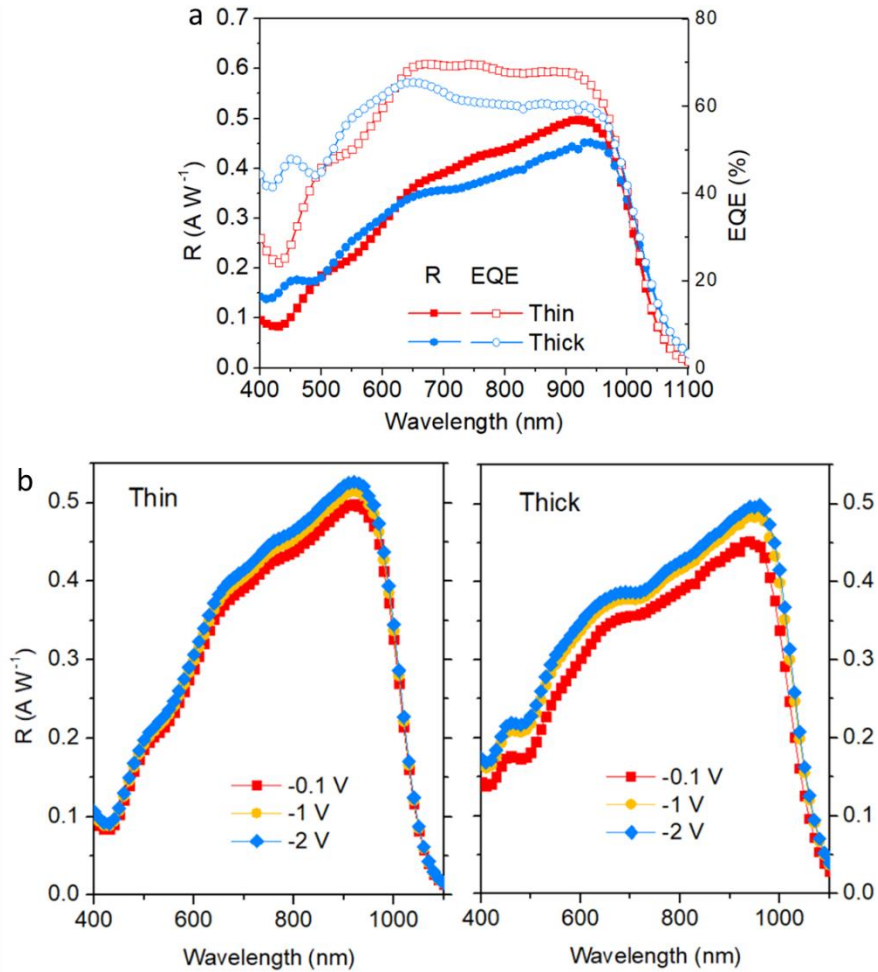 a
0.7
0.6
0.5
0.4
0.3
0.2
0.1
0.0
R (A W⁻¹)
80
60
40
20
0
EQE (%)
R EQE
Thin
Thick
400 500 600 700 800 900 1000 1100
Wavelength (nm)
b
Thin
0.5
0.4
0.3
0.2
0.1
0.0
R (A W⁻¹)
-0.1 V
-1 V
-2 V
400 600 800 1000
Wavelength (nm)
Thick
0.5
0.4
0.3
0.2
0.1
0.0
-0.1 V
-1 V
-2 V
400 600 800 1000
Wavelength (nm)